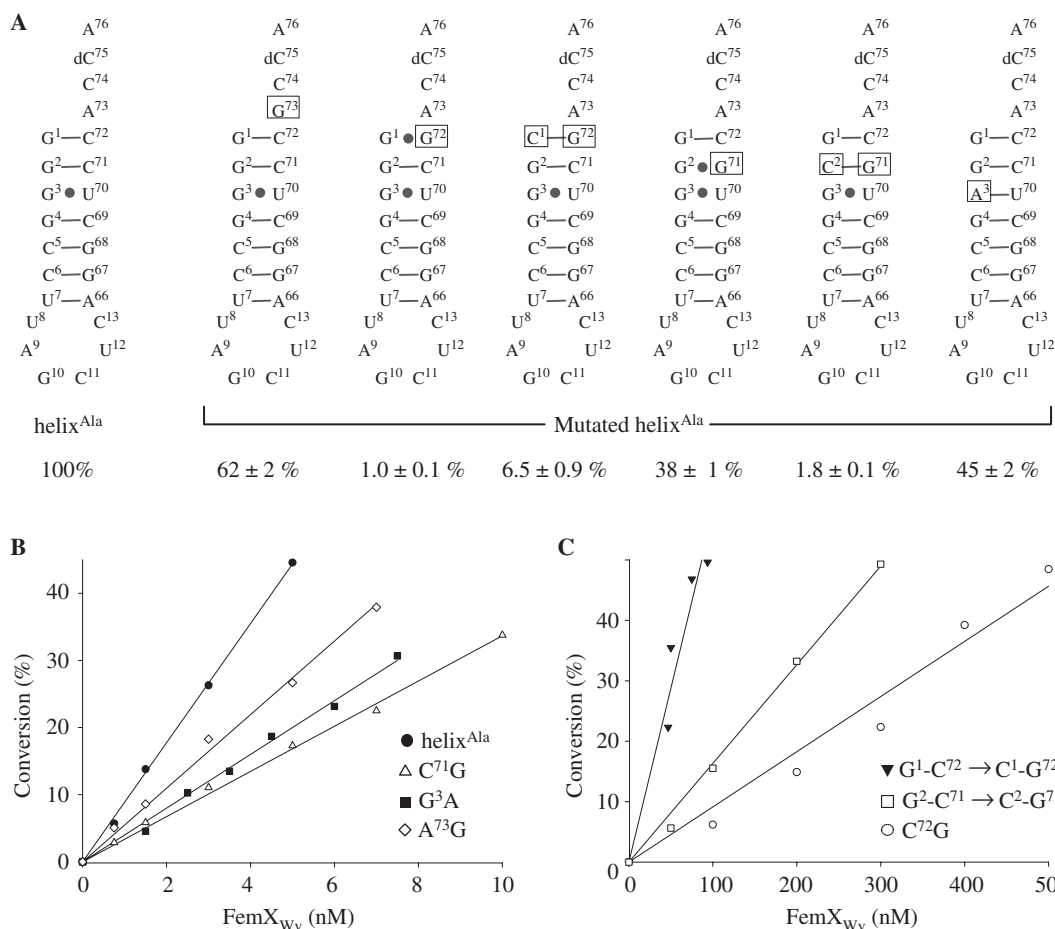 A
A⁷⁶ A⁷⁶ A⁷⁶ A⁷⁶ A⁷⁶ A⁷⁶ A⁷⁶
dC⁷⁵ dC⁷⁵ dC⁷⁵ dC⁷⁵ dC⁷⁵ dC⁷⁵ dC⁷⁵
C⁷⁴ C⁷⁴ C⁷⁴ C⁷⁴ C⁷⁴ C⁷⁴ C⁷⁴
A⁷³ G⁷³ A⁷³ A⁷³ A⁷³ A⁷³ A⁷³
G¹—C⁷² G¹—C⁷² G¹●G⁷² C¹—G⁷² G¹—C⁷² G¹—C⁷² G¹—C⁷²
G²—C⁷¹ G²—C⁷¹ G²—C⁷¹ G²—C⁷¹ G²●G⁷¹ C²—G⁷¹ G²—C⁷¹
G³●U⁷⁰ G³●U⁷⁰ G³●U⁷⁰ G³●U⁷⁰ G³●U⁷⁰ G³●U⁷⁰ A³—U⁷⁰
G⁴—C⁶⁹ G⁴—C⁶⁹ G⁴—C⁶⁹ G⁴—C⁶⁹ G⁴—C⁶⁹ G⁴—C⁶⁹ G⁴—C⁶⁹
C⁵—G⁶⁸ C⁵—G⁶⁸ C⁵—G⁶⁸ C⁵—G⁶⁸ C⁵—G⁶⁸ C⁵—G⁶⁸ C⁵—G⁶⁸
C⁶—G⁶⁷ C⁶—G⁶⁷ C⁶—G⁶⁷ C⁶—G⁶⁷ C⁶—G⁶⁷ C⁶—G⁶⁷ C⁶—G⁶⁷
U⁷—A⁶⁶ U⁷—A⁶⁶ U⁷—A⁶⁶ U⁷—A⁶⁶ U⁷—A⁶⁶ U⁷—A⁶⁶ U⁷—A⁶⁶
U⁸ C¹³ U⁸ C¹³ U⁸ C¹³ U⁸ C¹³ U⁸ C¹³ U⁸ C¹³ U⁸ C¹³
A⁹ U¹² A⁹ U¹² A⁹ U¹² A⁹ U¹² A⁹ U¹² A⁹ U¹² A⁹ U¹²
G¹⁰ C¹¹ G¹⁰ C¹¹ G¹⁰ C¹¹ G¹⁰ C¹¹ G¹⁰ C¹¹ G¹⁰ C¹¹ G¹⁰ C¹¹
helixᴬˡᵃ Mutated helixᴬˡᵃ
100% 62 ± 2 % 1.0 ± 0.1 % 6.5 ± 0.9 % 38 ± 1 % 1.8 ± 0.1 % 45 ± 2 %
B
Conversion (%)
40
30
20
10
0
0 2 4 6 8 10
FemX_Wv (nM)
● helixᴬˡᵃ
△ C⁷¹G
■ G³A
◇ A⁷³G
C
Conversion (%)
40
30
20
10
0
0 100 200 300 400 50
FemX_Wv (nM)
▼ G¹-C⁷² → C¹-G⁷²
□ G²-C⁷¹ → C²-G⁷
○ C⁷²G